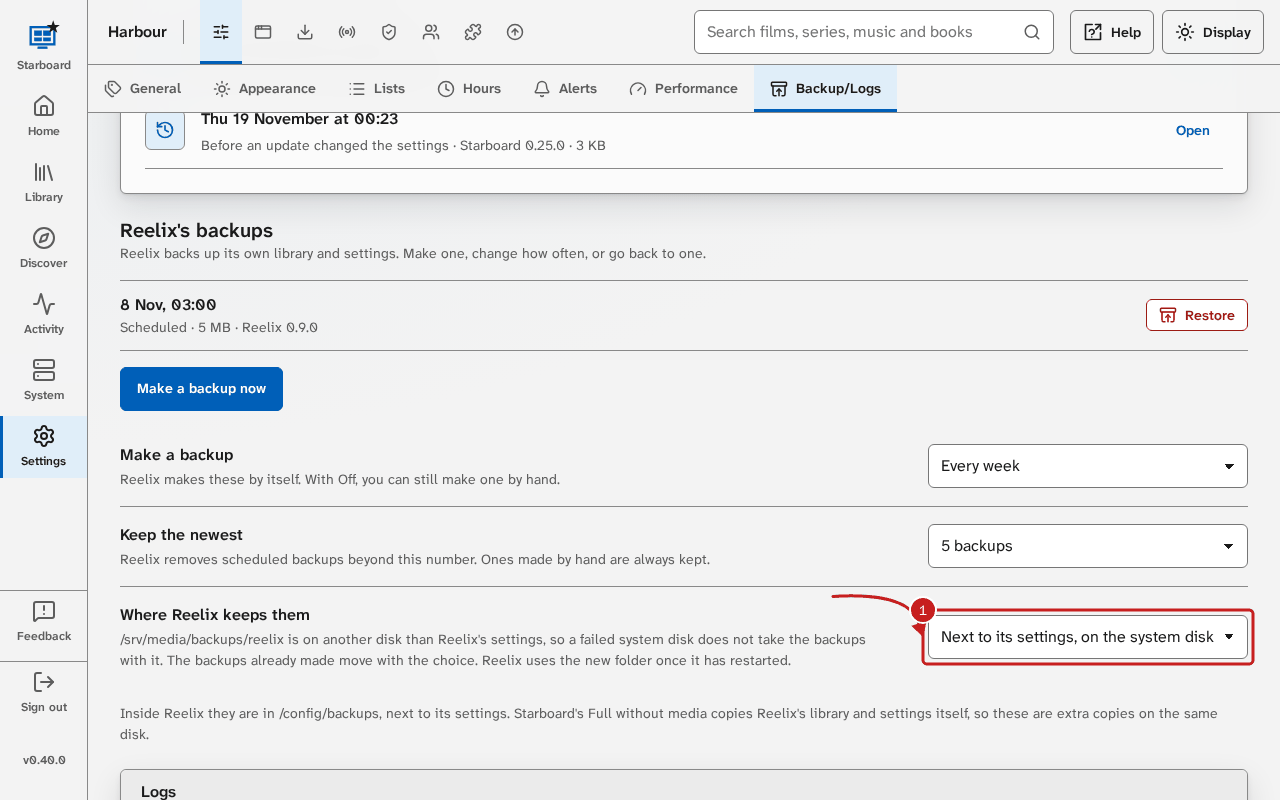 Starboard
Home
Library
Discover
Activity
System
Settings
Feedback
Sign out
v0.40.0
Harbour
Search films, series, music and books
Help
Display
General
Appearance
Lists
Hours
Alerts
Performance
Backup/Logs
Thu 19 November at 00:23
Before an update changed the settings · Starboard 0.25.0 · 3 KB
Open
Reelix's backups
Reelix backs up its own library and settings. Make one, change how often, or go back to one.
8 Nov, 03:00
Scheduled · 5 MB · Reelix 0.9.0
Restore
Make a backup now
Make a backup
Reelix makes these by itself. With Off, you can still make one by hand.
Every week
Keep the newest
Reelix removes scheduled backups beyond this number. Ones made by hand are always kept.
5 backups
Where Reelix keeps them
/srv/media/backups/reelix is on another disk than Reelix's settings, so a failed system disk does not take the backups
with it. The backups already made move with the choice. Reelix uses the new folder once it has restarted.
1
Next to its settings, on the system disk
Inside Reelix they are in /config/backups, next to its settings. Starboard's Full without media copies Reelix's library and settings itself, so these are extra copies on the same
disk.
Logs